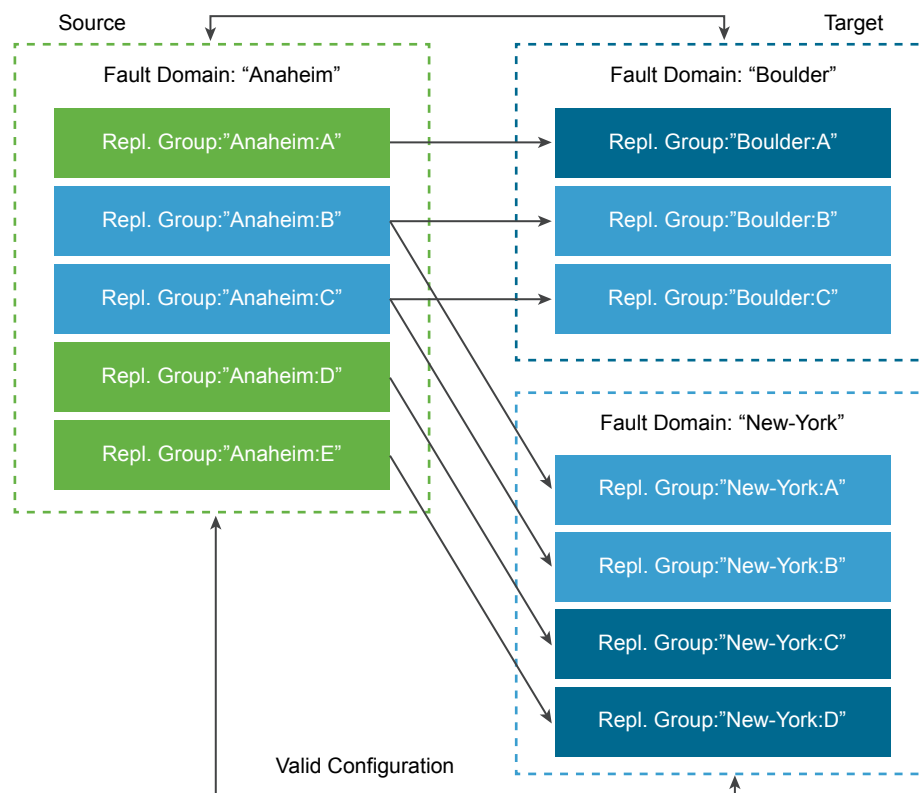 Source
Target
Fault Domain: “Anaheim”
Repl. Group:”Anaheim:A”
Repl. Group:”Anaheim:B”
Repl. Group:”Anaheim:C”
Repl. Group:”Anaheim:D”
Repl. Group:”Anaheim:E”
Fault Domain: “Boulder”
Repl. Group:”Boulder:A”
Repl. Group:”Boulder:B”
Repl. Group:”Boulder:C”
Fault Domain: “New-York”
Repl. Group:”New-York:A”
Repl. Group:”New-York:B”
Repl. Group:”New-York:C”
Repl. Group:”New-York:D”
Valid Configuration